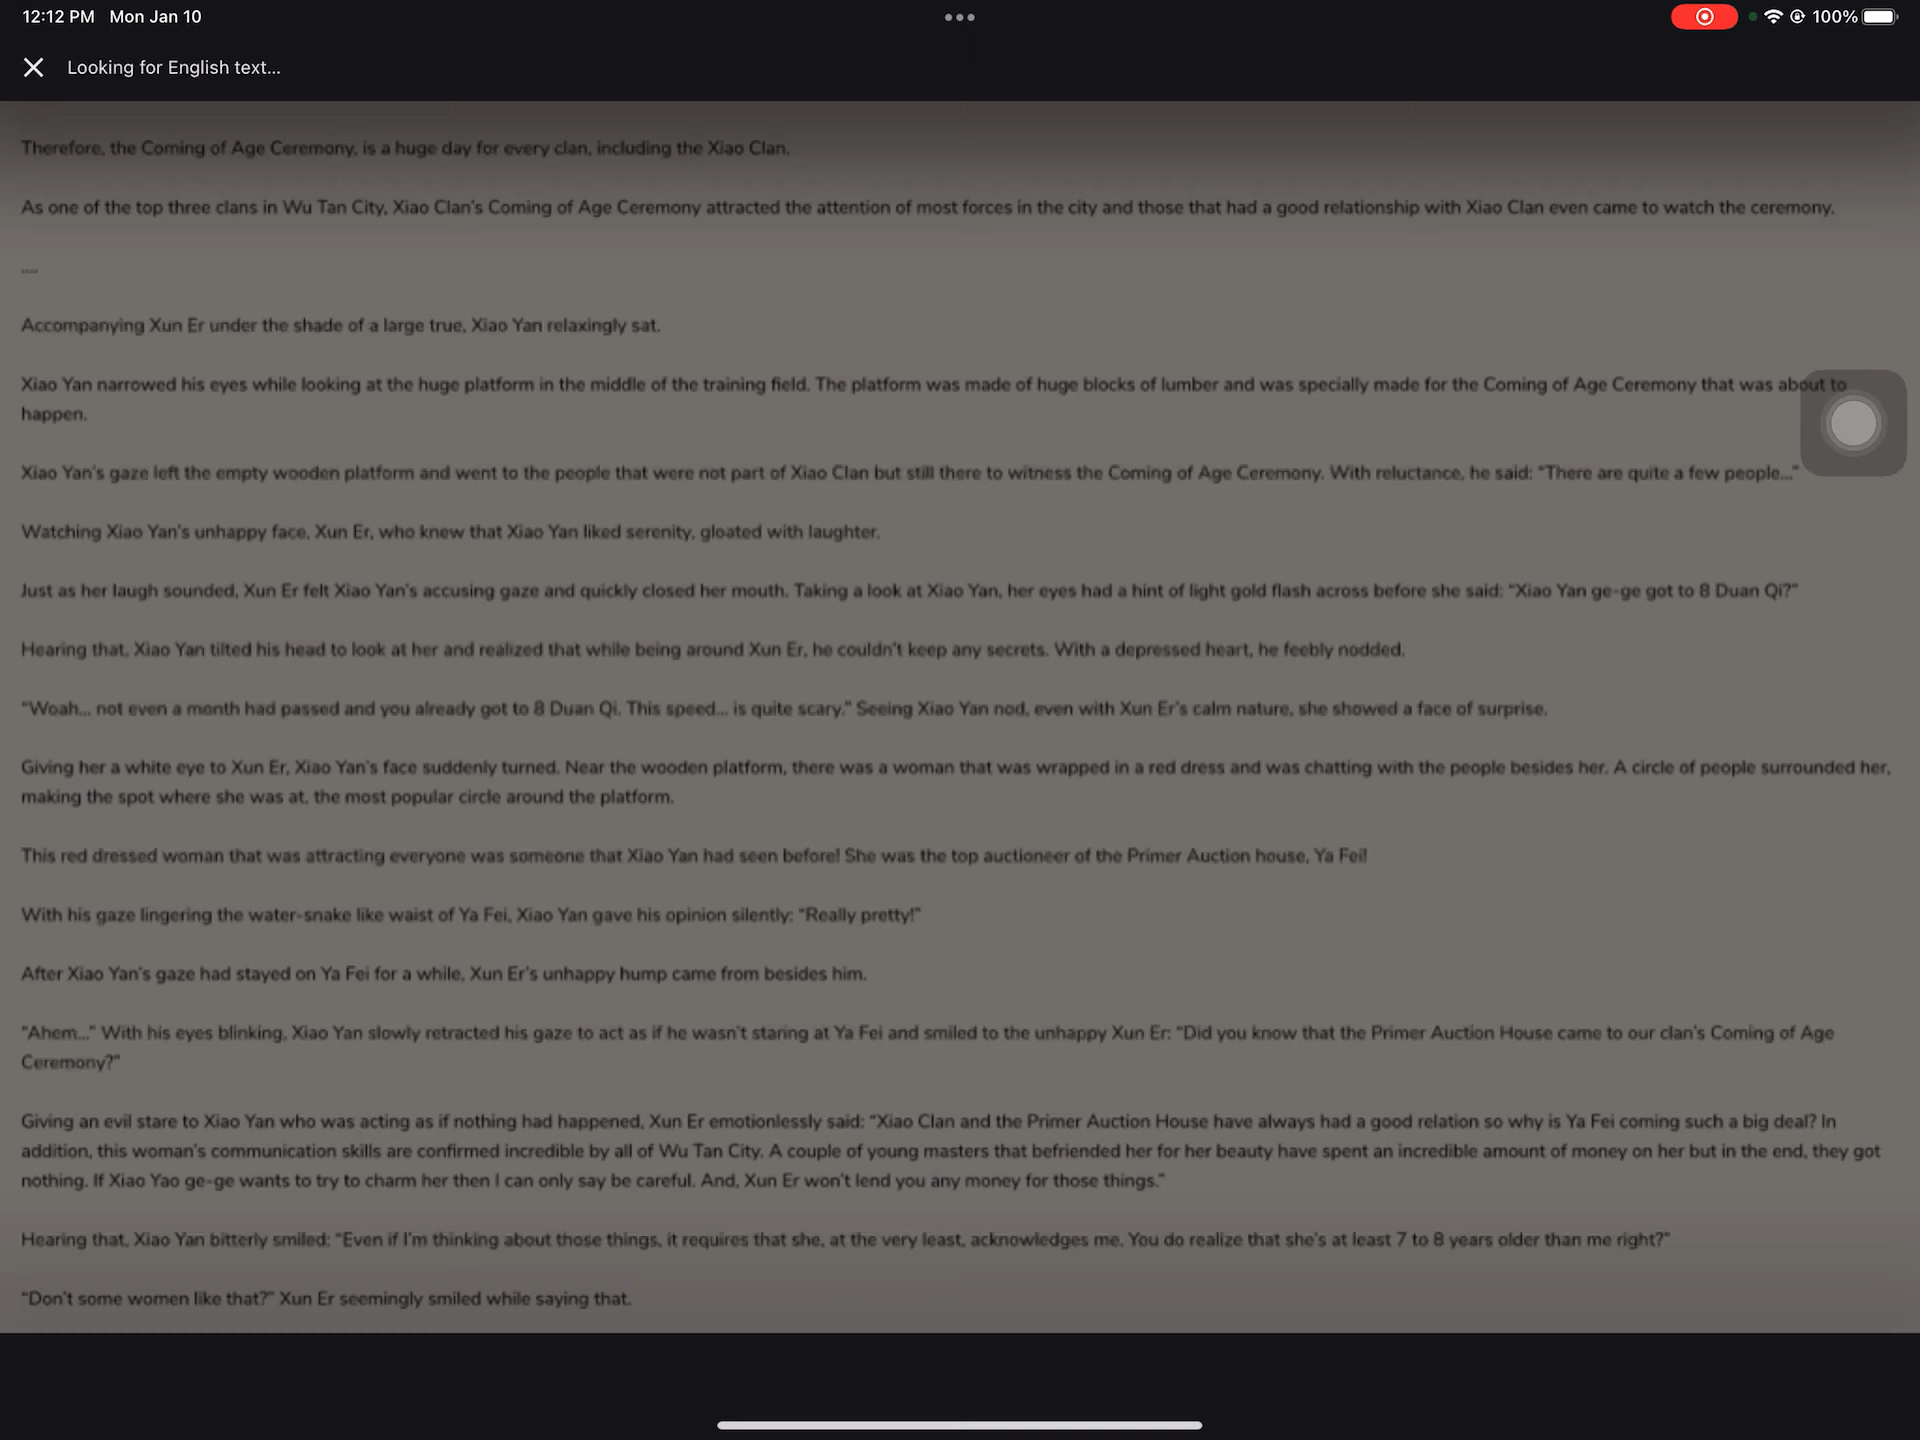 12:12 PM Mon Jan 10
100%
Looking for English text...
Therefore, the Coming of Age Ceremony, is a huge day for every clan, including the Xiao Clan.
As one of the top three clans in Wu Tan City, Xiao Clan's Coming of Age Ceremony attracted the attention of most forces in the city and those that had a good relationship with Xiao Clan even came to watch the ceremony.
....
Accompanying Xun Er under the shade of a large true, Xiao Yan relaxingly sat.
Xiao Yan narrowed his eyes while looking at the huge platform in the middle of the training field. The platform was made of huge blocks of lumber and was specially made for the Coming of Age Ceremony that was about to
happen.
Xiao Yan's gaze left the empty wooden platform and went to the people that were not part of Xiao Clan but still there to witness the Coming of Age Ceremony. With reluctance, he said: "There are quite a few people..."
Watching Xiao Yan's unhappy face, Xun Er, who knew that Xiao Yan liked serenity, gloated with laughter.
Just as her laugh sounded, Xun Er felt Xiao Yan's accusing gaze and quickly closed her mouth. Taking a look at Xiao Yan, her eyes had a hint of light gold flash across before she said: "Xiao Yan ge-ge got to 8 Duan Qi?"
Hearing that, Xiao Yan tilted his head to look at her and realized that while being around Xun Er, he couldn't keep any secrets. With a depressed heart, he feebly nodded.
"Woah... not even a month had passed and you already got to 8 Duan Qi. This speed... is quite scary." Seeing Xiao Yan nod, even with Xun Er's calm nature, she showed a face of surprise.
Giving her a white eye to Xun Er, Xiao Yan's face suddenly turned. Near the wooden platform, there was a woman that was wrapped in a red dress and was chatting with the people besides her. A circle of people surrounded her,
making the spot where she was at, the most popular circle around the platform.
This red dressed woman that was attracting everyone was someone that Xiao Yan had seen before! She was the top auctioneer of the Primer Auction house, Ya Fei!
With his gaze lingering the water-snake like waist of Ya Fei, Xiao Yan gave his opinion silently: "Really pretty!"
After Xiao Yan's gaze had stayed on Ya Fei for a while, Xun Er's unhappy hump came from besides him.
"Ahem..." With his eyes blinking, Xiao Yan slowly retracted his gaze to act as if he wasn't staring at Ya Fei and smiled to the unhappy Xun Er: "Did you know that the Primer Auction House came to our clan's Coming of Age
Ceremony?"
Giving an evil stare to Xiao Yan who was acting as if nothing had happened, Xun Er emotionlessly said: "Xiao Clan and the Primer Auction House have always had a good relation so why is Ya Fei coming such a big deal? In
addition, this woman's communication skills are confirmed incredible by all of Wu Tan City. A couple of young masters that befriended her for her beauty have spent an incredible amount of money on her but in the end, they got
nothing. If Xiao Yao ge-ge wants to try to charm her then I can only say be careful. And, Xun Er won't lend you any money for those things."
Hearing that, Xiao Yan bitterly smiled: "Even if I'm thinking about those things, it requires that she, at the very least, acknowledges me. You do realize that she's at least 7 to 8 years older than me right?"
"Don't some women like that?" Xun Er seemingly smiled while saying that.